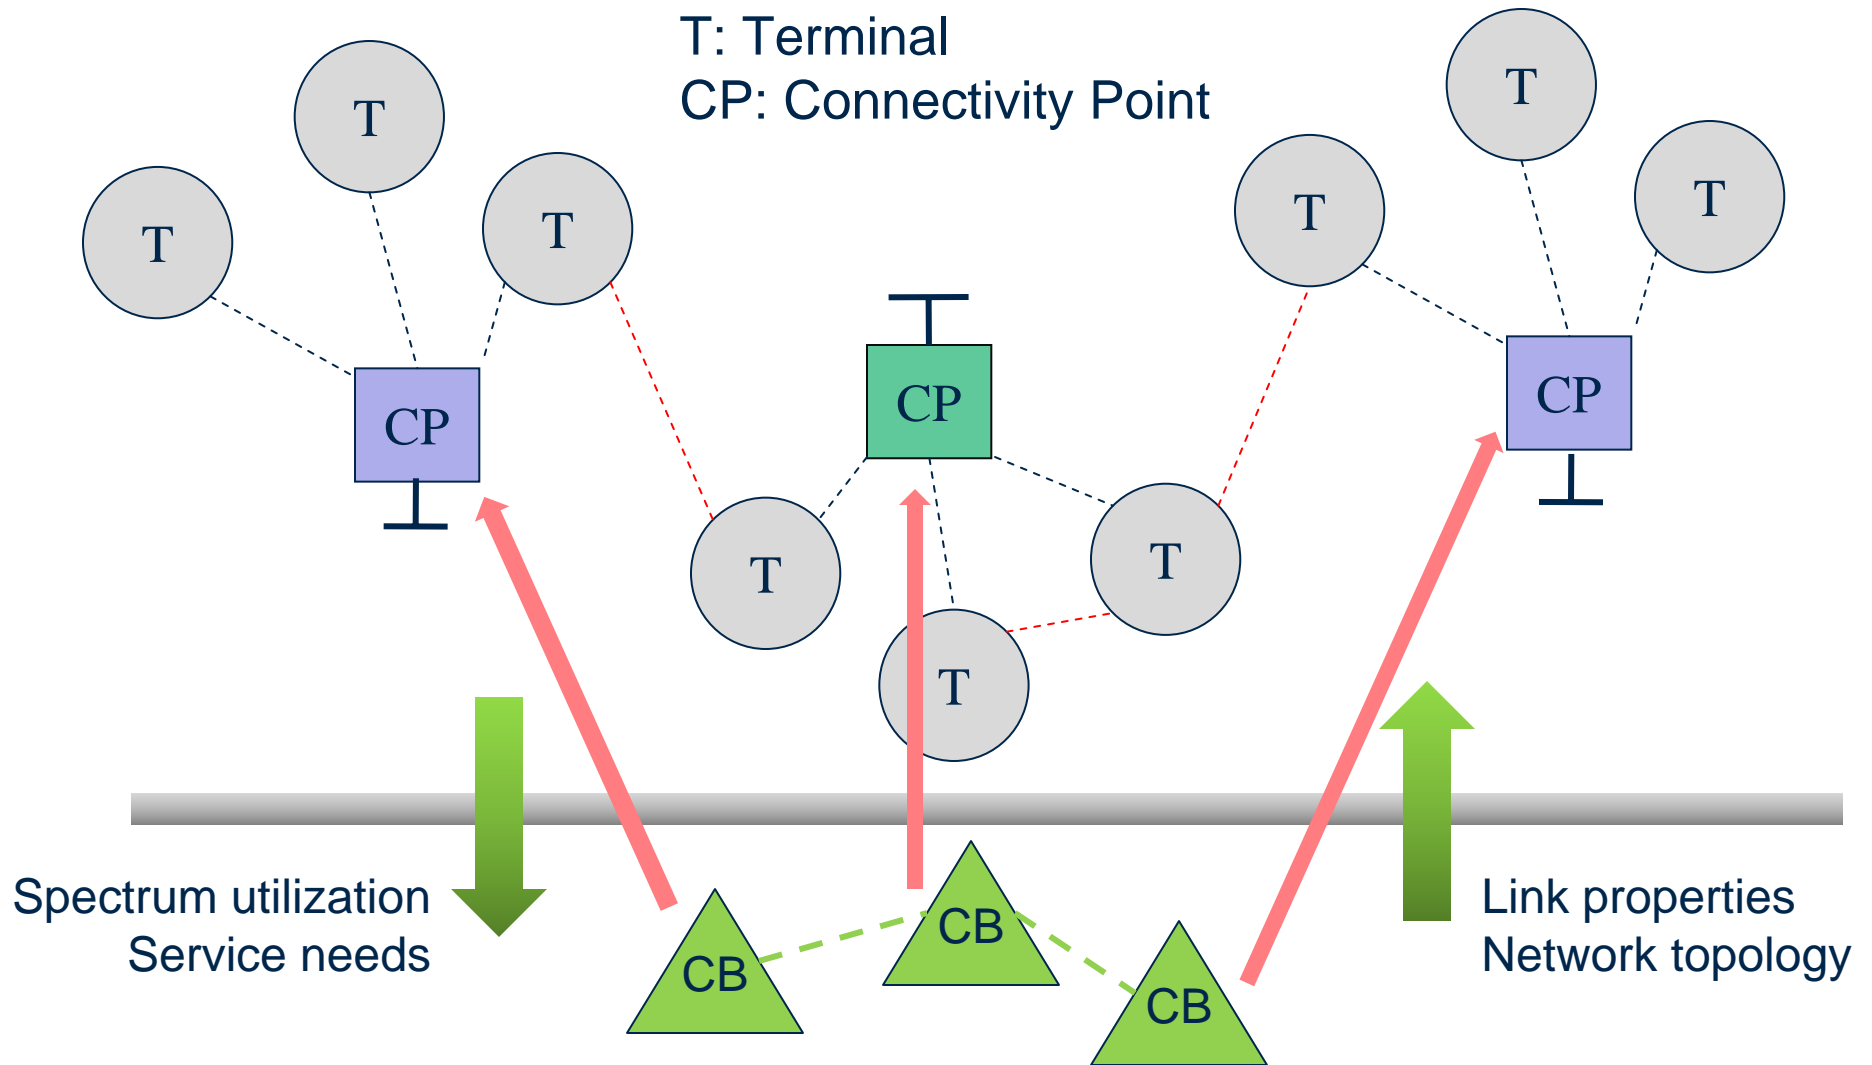 T: Terminal
CP: Connectivity Point
T
T
T
T
T
T
CP
CP
CP
T
T
T
Spectrum utilization
Service needs
CB
CB
CB
Link properties
Network topology